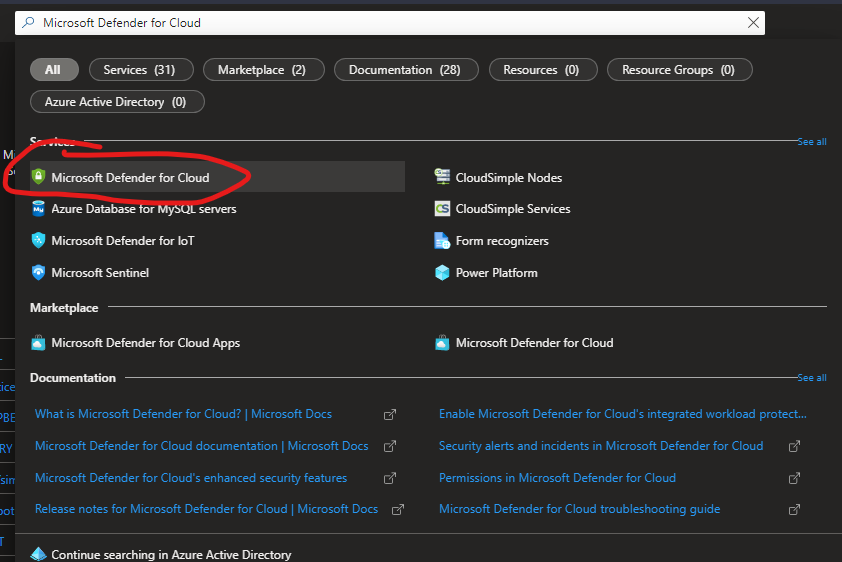 Microsoft Defender for Cloud
All Services (31) Marketplace (2) Documentation (28) Resources (0) Resource Groups (0)
Azure Active Directory (0)
Services See all
Microsoft Defender for Cloud CloudSimple Nodes
Azure Database for MySQL servers CloudSimple Services
Microsoft Defender for IoT Form recognizers
Microsoft Sentinel Power Platform
Marketplace
Microsoft Defender for Cloud Apps Microsoft Defender for Cloud
Documentation See all
What is Microsoft Defender for Cloud? | Microsoft Docs Enable Microsoft Defender for Cloud's integrated workload protect...
Microsoft Defender for Cloud documentation | Microsoft Docs Security alerts and incidents in Microsoft Defender for Cloud
Microsoft Defender for Cloud's enhanced security features Permissions in Microsoft Defender for Cloud
Release notes for Microsoft Defender for Cloud | Microsoft Docs Microsoft Defender for Cloud troubleshooting guide
Continue searching in Azure Active Directory